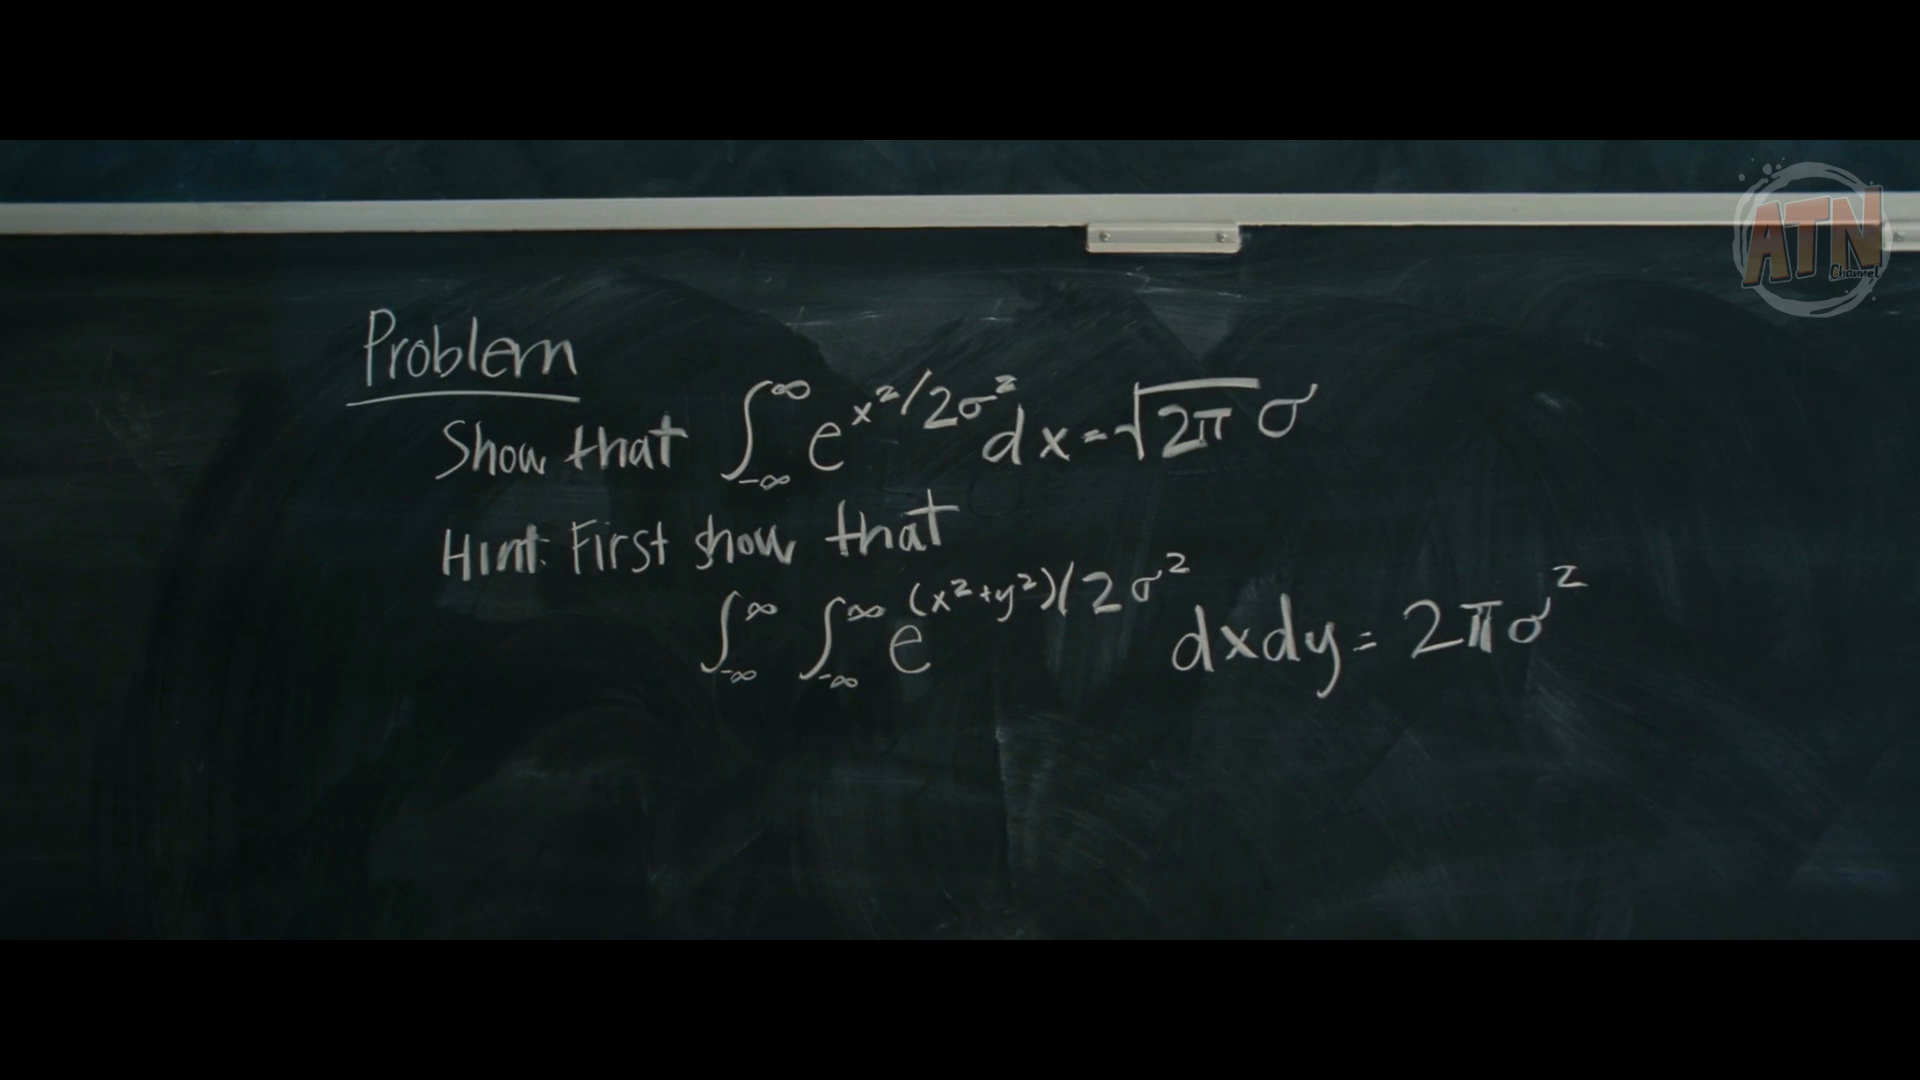 Problem
Show that ∫_{-∞}^{∞} e^{x²/2σ²} dx = √2π σ
Hint: First show that
∫_{-∞}^{∞} ∫_{-∞}^{∞} e^{(x²+y²)/2σ²} dxdy = 2πσ²
ATN
Channel